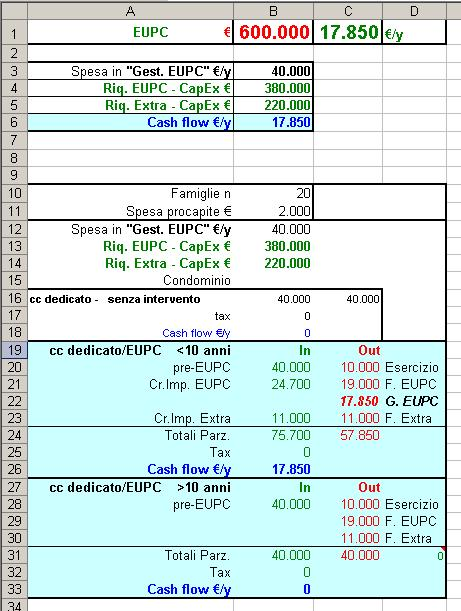 A B C D
1 EUPC € 600.000 17.850 €/y
2
3 Spesa in "Gest. EUPC" €/y 40.000
4 Riq. EUPC - CapEx € 380.000
5 Riq. Extra - CapEx € 220.000
6 Cash flow €/y 17.850
7
8
9
10 Famiglie n 20
11 Spesa procapite € 2.000
12 Spesa in "Gest. EUPC" €/y 40.000
13 Riq. EUPC - CapEx € 380.000
14 Riq. Extra - CapEx € 220.000
15 Condominio
16 cc dedicato - senza intervento 40.000 40.000
17 tax 0
18 Cash flow €/y 0
19 cc dedicato/EUPC <10 anni In Out
20 pre-EUPC 40.000 10.000 Esercizio
21 Cr.Imp. EUPC 24.700 19.000 F. EUPC
22 17.850 G. EUPC
23 Cr.Imp. Extra 11.000 11.000 F. Extra
24 Totali Parz. 75.700 57.850
25 Tax 0
26 Cash flow €/y 17.850
27 cc dedicato/EUPC >10 anni In Out
28 pre-EUPC 40.000 10.000 Esercizio
29 19.000 F. EUPC
30 11.000 F. Extra
31 Totali Parz. 40.000 40.000 0
32 Tax 0
33 Cash flow €/y 0
34